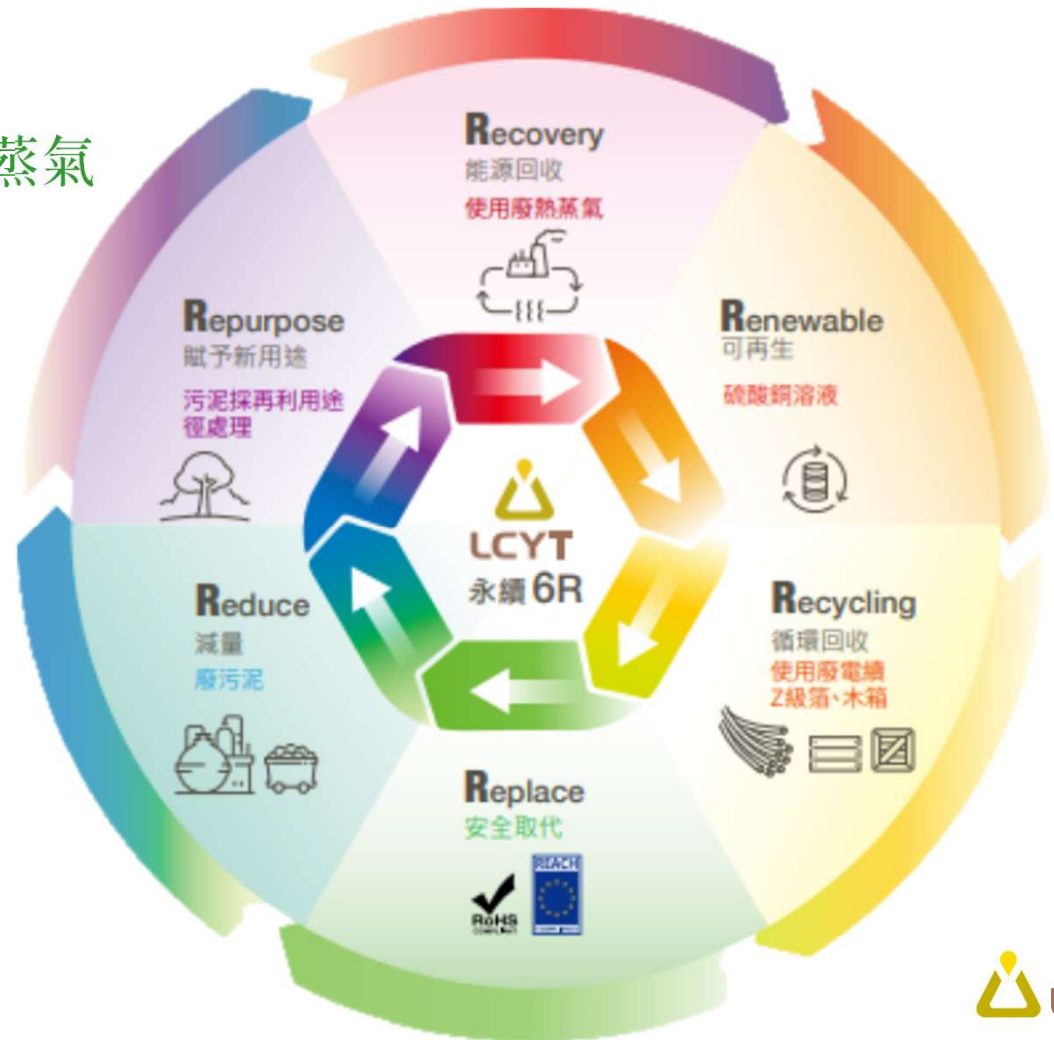 蒸氣
Recovery
能源回收
使用廢熱蒸氣
Repurpose
賦予新用途
污泥採再利用途
徑處理
Renewable
可再生
硫酸銅溶液
LCYT
永續6R
Reduce
減量
廢污泥
Recycling
循環回收
使用廢電纜
Z級箔、木箱
Replace
安全取代
REACH
RoHS